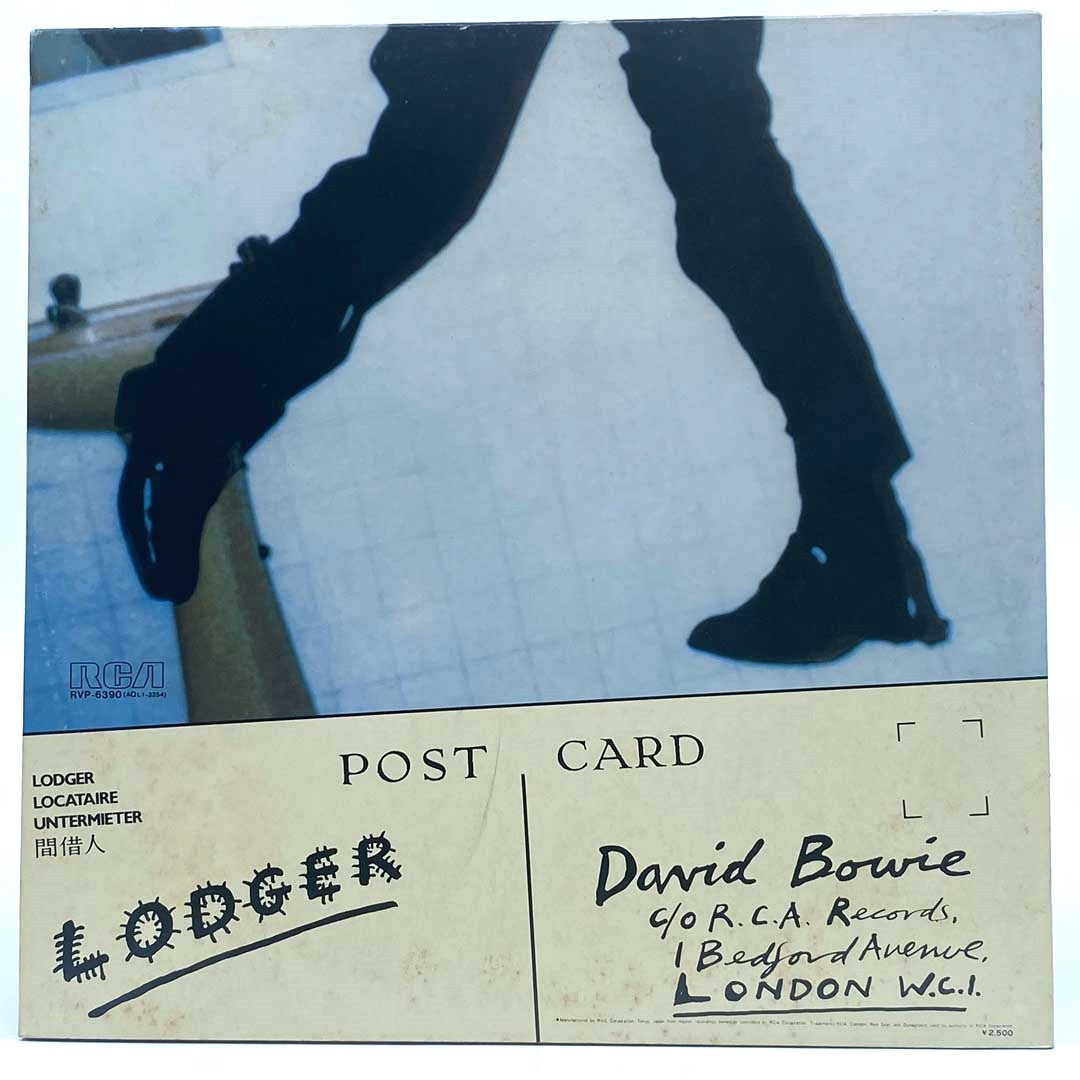 RCA
RVP-6390 (AQL1-3254)
POST CARD
LODGER
LOCATAIRE
UNTERMIETER
間借人
LODGER
David Bowie
c/o R.C.A. Records,
1 Bedford Avenue,
LONDON W.C.1.
¥2,500